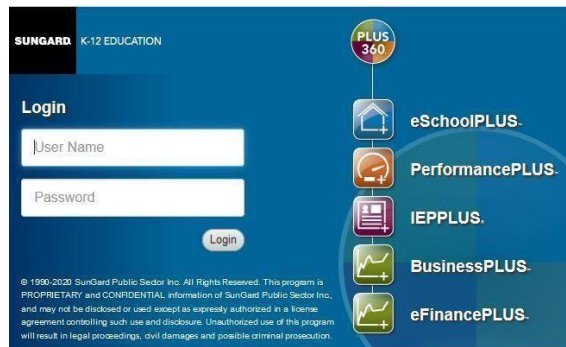 SUNGARD K-12 EDUCATION
PLUS
360
Login
User Name
Password
Login
© 1990-2020 SunGard Public Sector Inc. All Rights Reserved. This program is
PROPRIETARY and CONFIDENTIAL information of SunGard Public Sector Inc.,
and may not be disclosed or used except as expressly authorized in a license
agreement controlling such use and disclosure. Unauthorized use of this program
will result in legal proceedings, civil damages and possible criminal prosecution.
eSchoolPLUS
PerformancePLUS
IEPPLUS
BusinessPLUS
eFinancePLUS